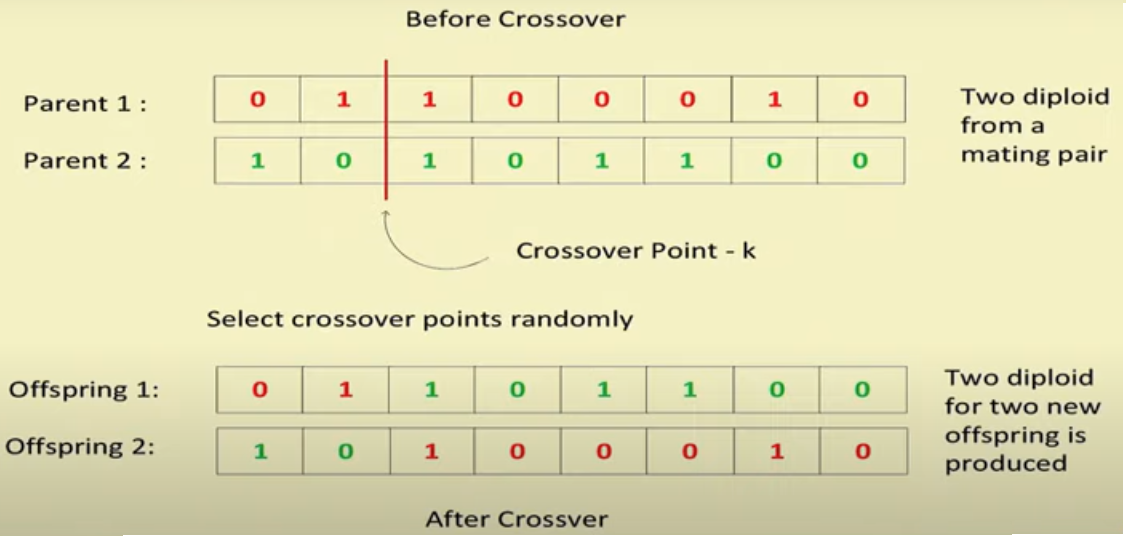 Before Crossover
Parent 1 : 0 1 1 0 0 0 1 0
Parent 2 : 1 0 1 0 1 1 0 0
Two diploid
from a
mating pair
Crossover Point - k
Select crossover points randomly
Offspring 1: 0 1 1 0 1 1 0 0
Offspring 2: 1 0 1 0 0 0 1 0
Two diploid
for two new
offspring is
produced
After Crossver